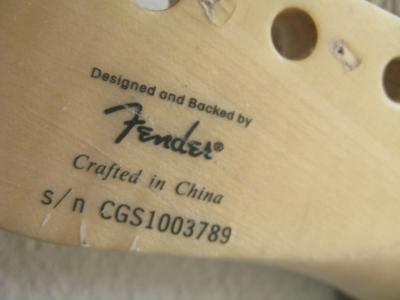 Designed and Backed by
Fender®
Crafted in China
s/n CGS1003789